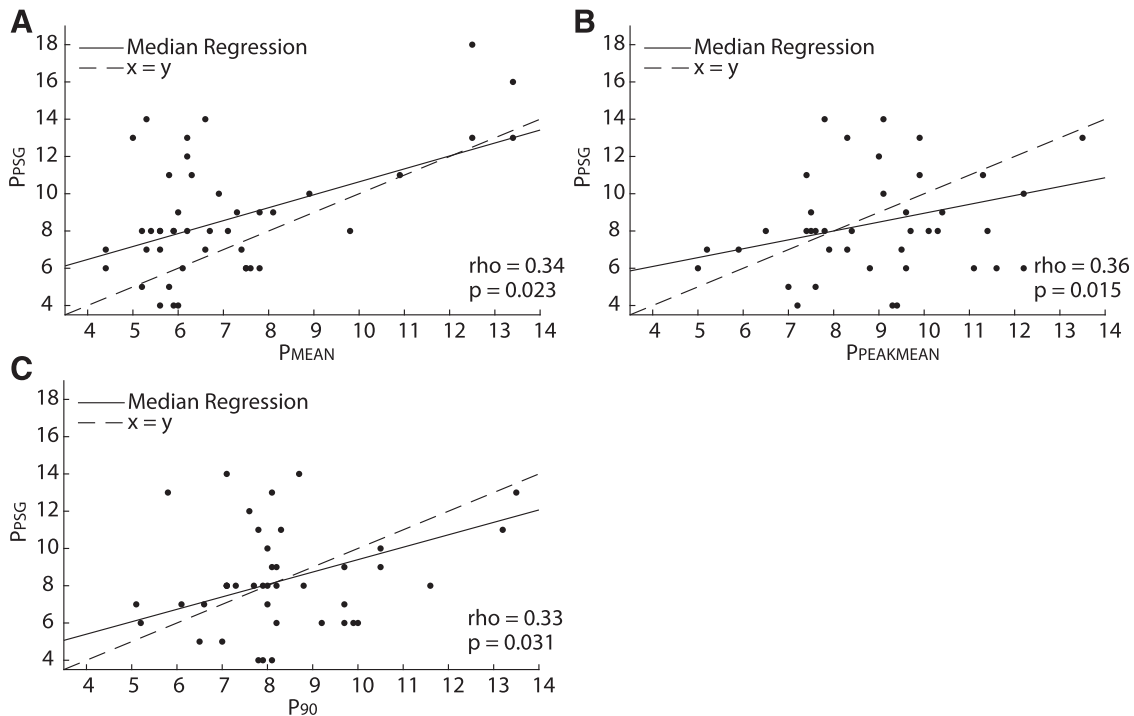 A
Median Regression
x = y
18
16
14
12
10
8
6
4
PPSG
rho = 0.34
p = 0.023
4 5 6 7 8 9 10 11 12 13 14
PMEAN
B
Median Regression
x = y
18
16
14
12
10
8
6
4
PPSG
rho = 0.36
p = 0.015
4 5 6 7 8 9 10 11 12 13 14
PPEAKMEAN
C
Median Regression
x = y
18
16
14
12
10
8
6
4
PPSG
rho = 0.33
p = 0.031
4 5 6 7 8 9 10 11 12 13 14
P90